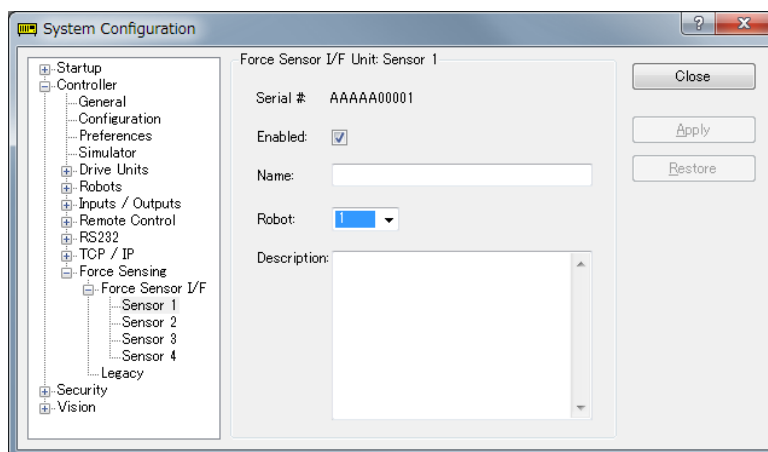 System Configuration
?
Startup
Controller
General
Configuration
Preferences
Simulator
Drive Units
Robots
Inputs / Outputs
Remote Control
RS232
TCP / IP
Force Sensing
Force Sensor I/F
Sensor 1
Sensor 2
Sensor 3
Sensor 4
Legacy
Security
Vision
Force Sensor I/F Unit: Sensor 1
Serial #: AAAAA00001
Enabled:
Name:
Robot: 1
Description:
Close
Apply
Restore